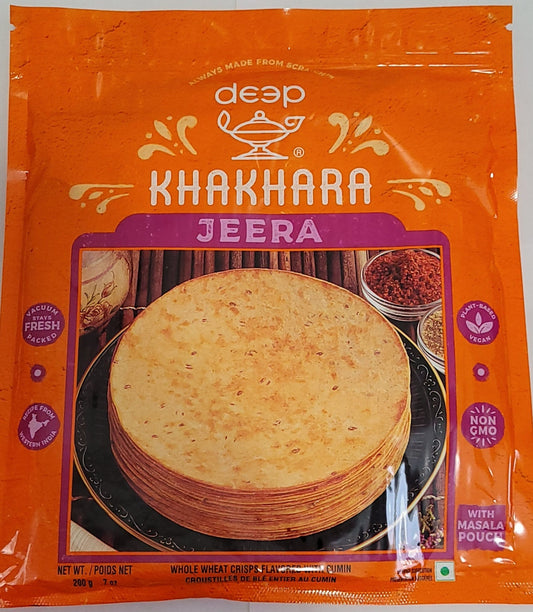 ALWAYS MADE FROM SCRATCH
deep
®
KHAKHARA
JEERA
VACUUM
STAYS
FRESH
PACKED
PLANT-BASED
VEGAN
RECIPE FROM
WESTERN INDIA
NON
GMO
WITH
MASALA
POUCH
NET WT. / POIDS NET
200 g 7 oz
WHOLE WHEAT CRISPS FLAVORED WITH CUMIN
CROUSTILLES DE BLÉ ENTIER AU CUMIN